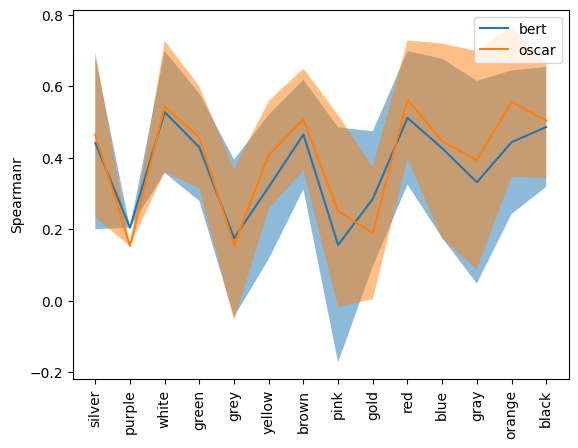 0.8
0.6
0.4
0.2
0.0
−0.2
Spearmanr
bert
oscar
silver
purple
white
green
grey
yellow
brown
pink
gold
red
blue
gray
orange
black